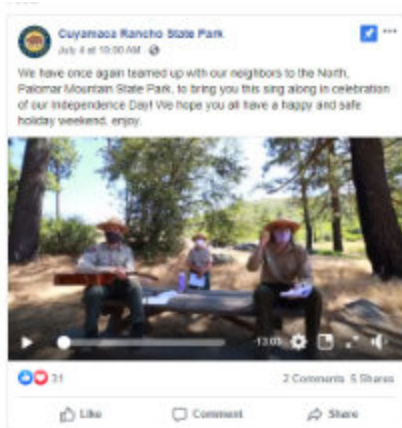 Cuyamaca Rancho State Park
July 4 at 10:00 AM
We have once again teamed up with our neighbors to the North,
Palomar Mountain State Park, to bring you this sing along in celebration
of our Independence Day! We hope you all have a happy and safe
holiday weekend, enjoy.
-13:03
31
2 Comments 5 Shares
Like Comment Share